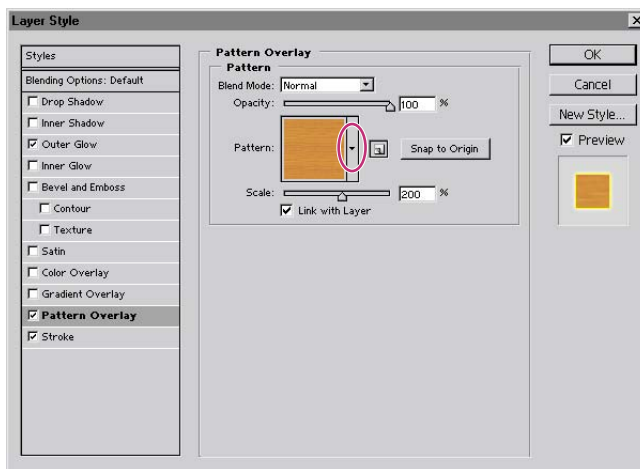 Layer Style
Styles
Blending Options: Default
Drop Shadow
Inner Shadow
Outer Glow
Inner Glow
Bevel and Emboss
Contour
Texture
Satin
Color Overlay
Gradient Overlay
Pattern Overlay
Stroke
Pattern Overlay
Pattern
Blend Mode: Normal
Opacity: 100 %
Pattern: Snap to Origin
Scale: 200 %
Link with Layer
OK
Cancel
New Style...
Preview